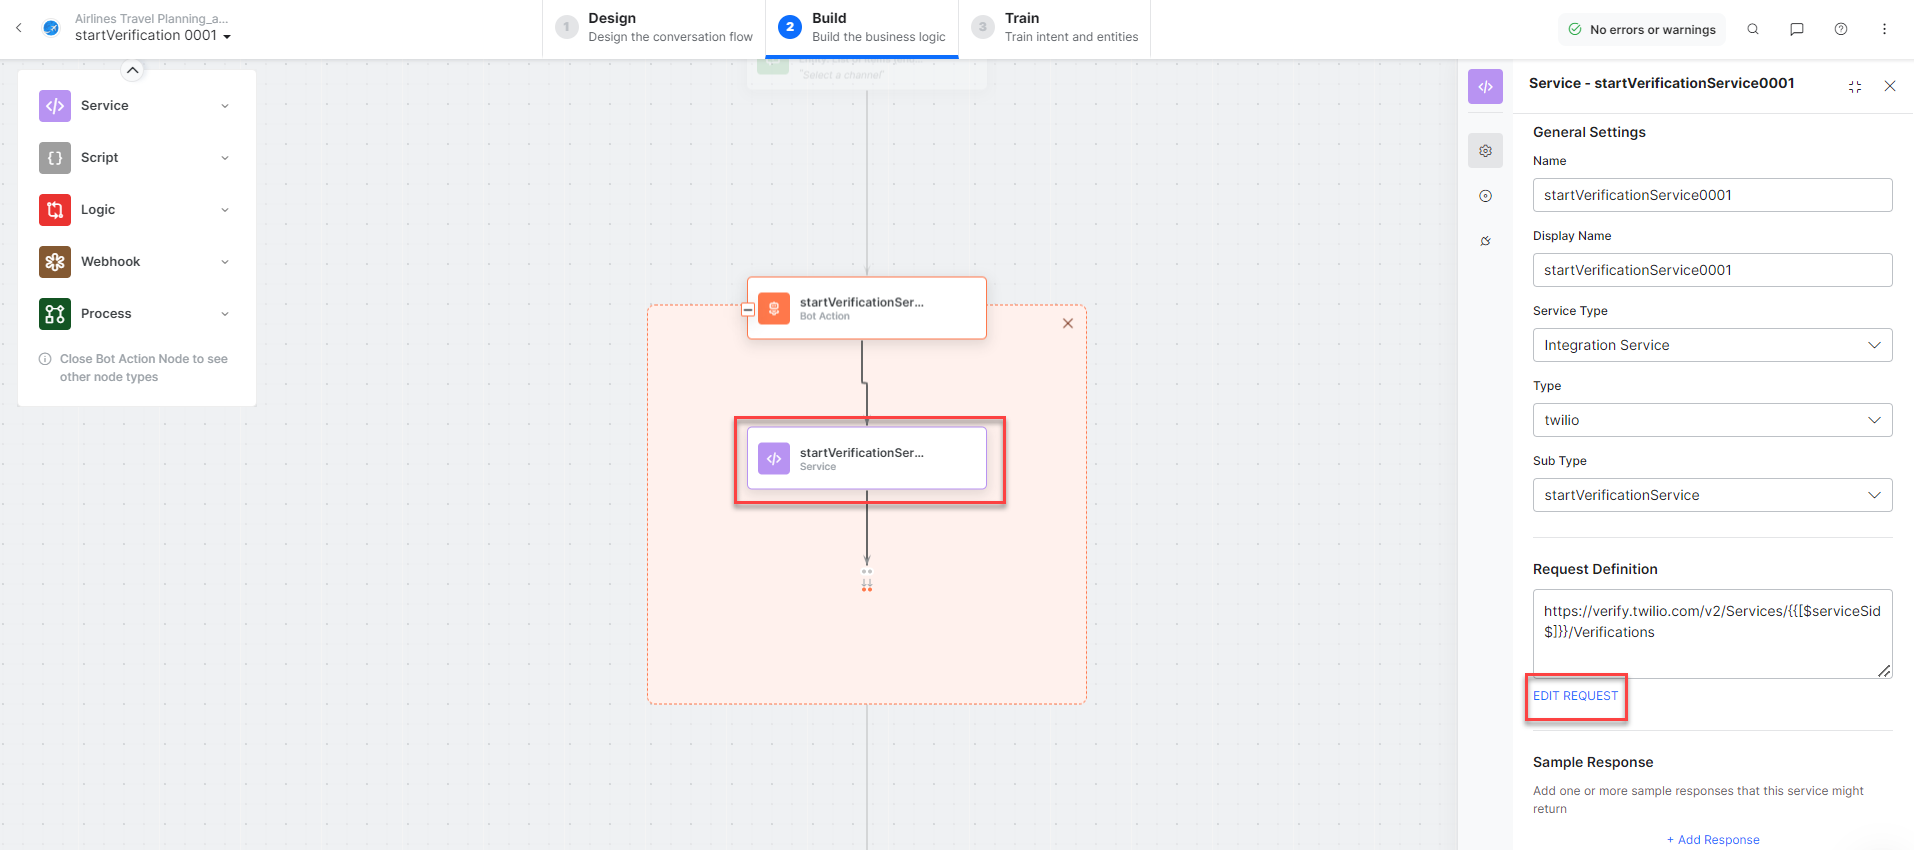 Airlines Travel Planning_a...
startVerification 0001
1
Design
Design the conversation flow
2
Build
Build the business logic
3
Train
Train intent and entities
No errors or warnings
Service
Script
Logic
Webhook
Process
Close Bot Action Node to see
other node types
"Select a channel"
startVerificationSer...
Bot Action
startVerificationSer...
Service
Service - startVerificationService0001
General Settings
Name
startVerificationService0001
Display Name
startVerificationService0001
Service Type
Integration Service
Type
twilio
Sub Type
startVerificationService
Request Definition
https://verify.twilio.com/v2/Services/{{[$serviceSid
$]}}/Verifications
EDIT REQUEST
Sample Response
Add one or more sample responses that this service might
return
+ Add Response